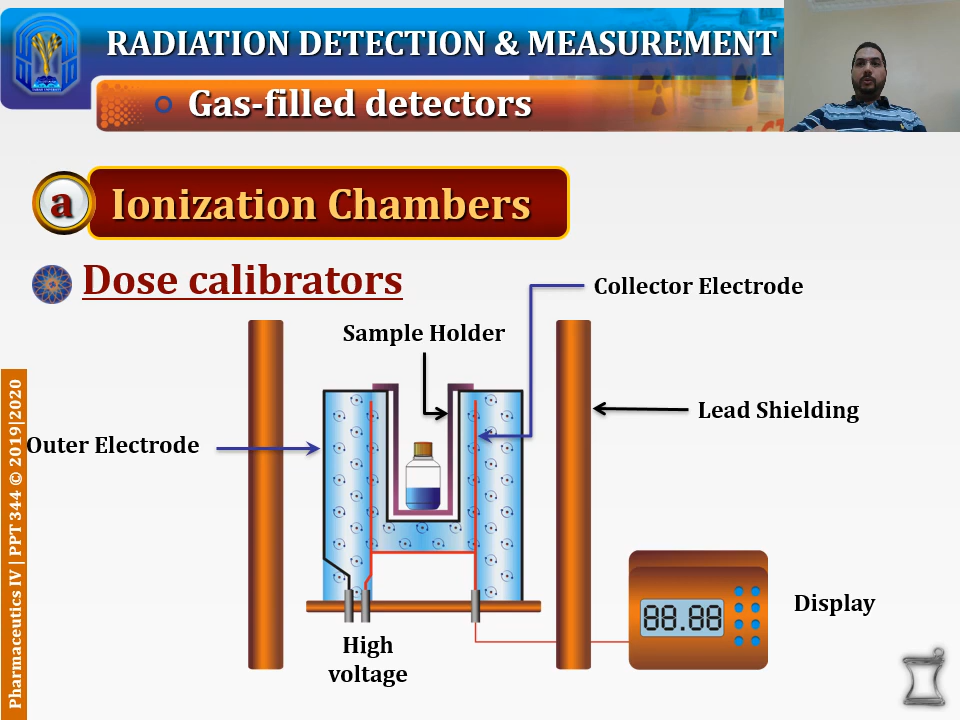 RADIATION DETECTION & MEASUREMENT
Gas-filled detectors
a
Ionization Chambers
Dose calibrators
Collector Electrode
Sample Holder
Lead Shielding
Outer Electrode
88.88
Display
High
voltage
Pharmaceutics IV | PPT 344 © 2019|2020